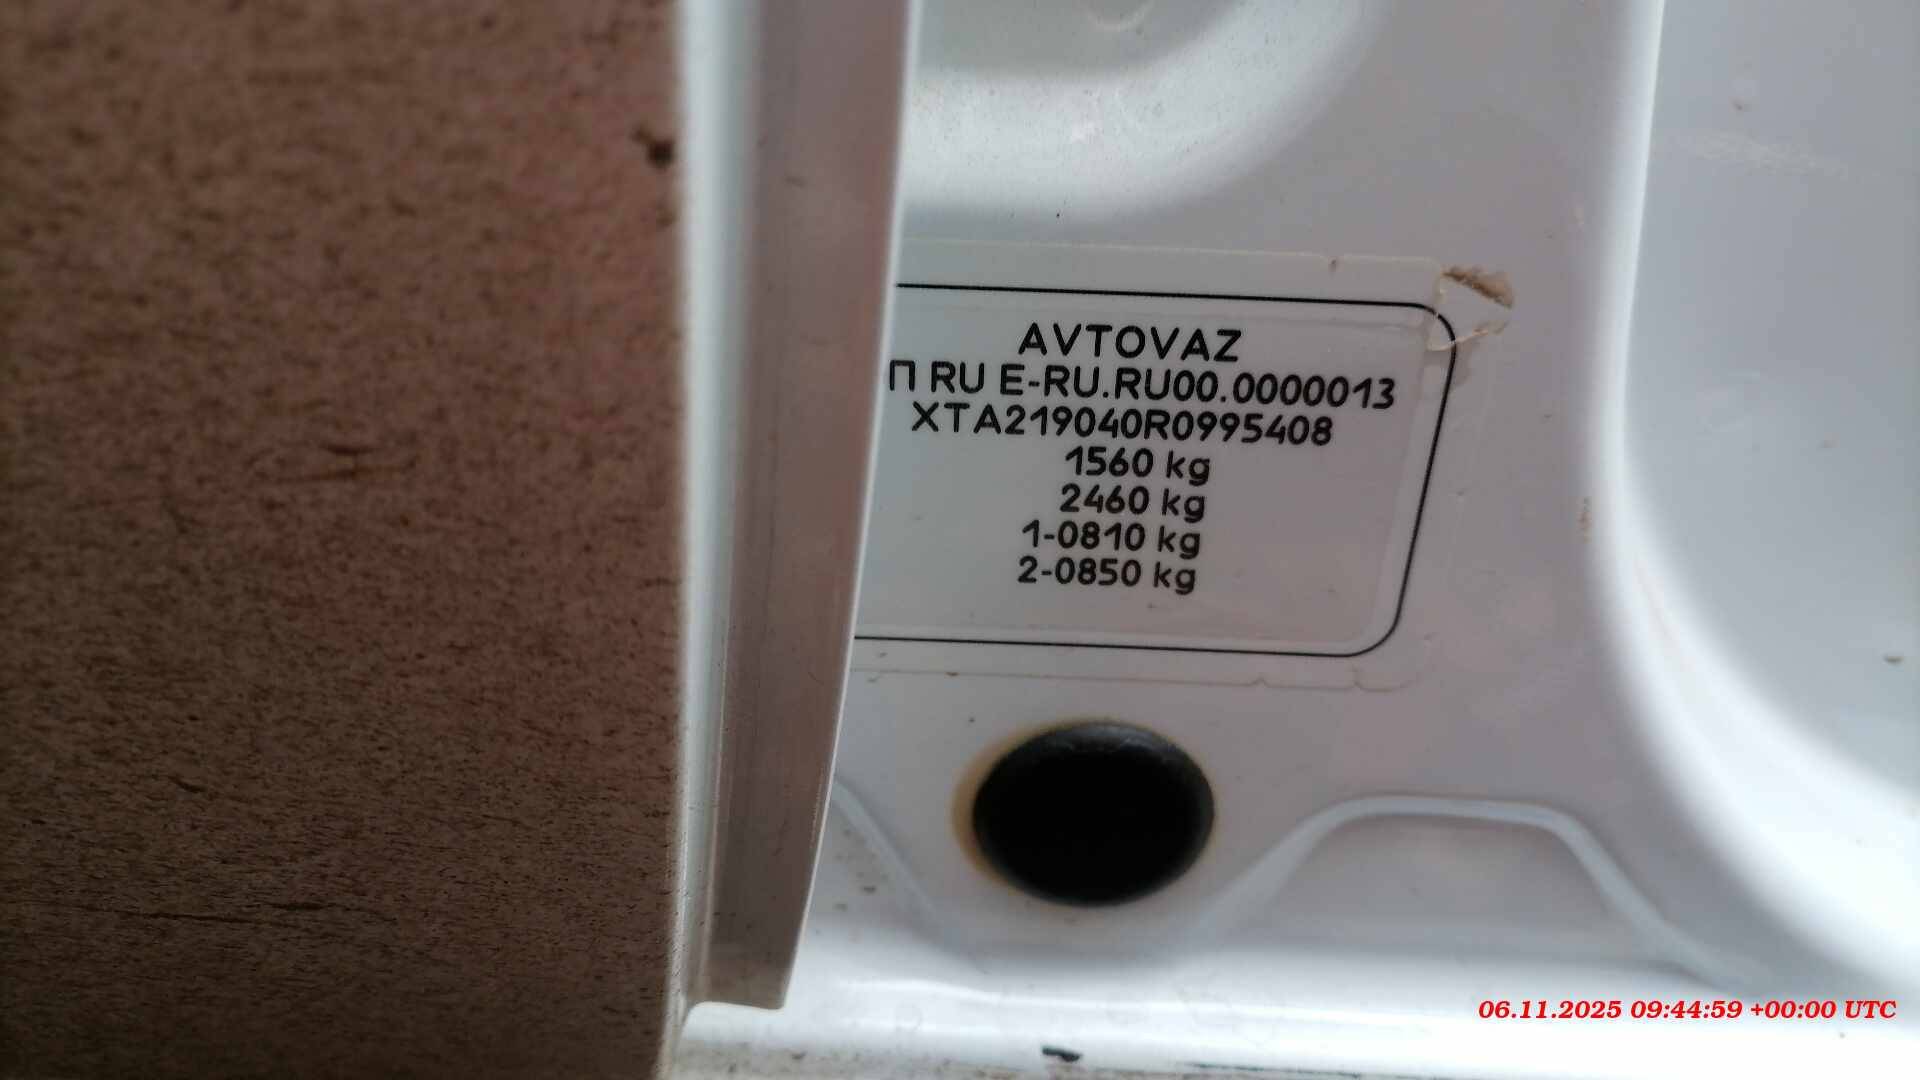 AVTOVAZ
П RU E-RU.RU00.0000013
XTA219040R0995408
1560 kg
2460 kg
1-0810 kg
2-0850 kg
06.11.2025 09:44:59 +00:00 UTC